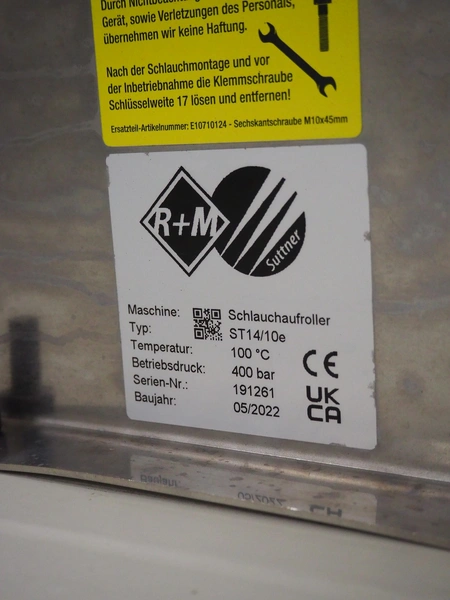 Durch Nichtbeachtung
Gerät, sowie Verletzungen des Personals,
übernehmen wir keine Haftung.
Nach der Schlauchmontage und vor
der Inbetriebnahme die Klemmschraube
Schlüsselweite 17 lösen und entfernen!
Ersatzteil-Artikelnummer: E10710124 - Sechskantschraube M10x45mm
R+M
Suttner
Maschine: Schlauchaufroller
Typ: ST14/10e
Temperatur: 100 °C
Betriebsdruck: 400 bar
Serien-Nr.: 191261
Baujahr: 05/2022
CE
UK
CA